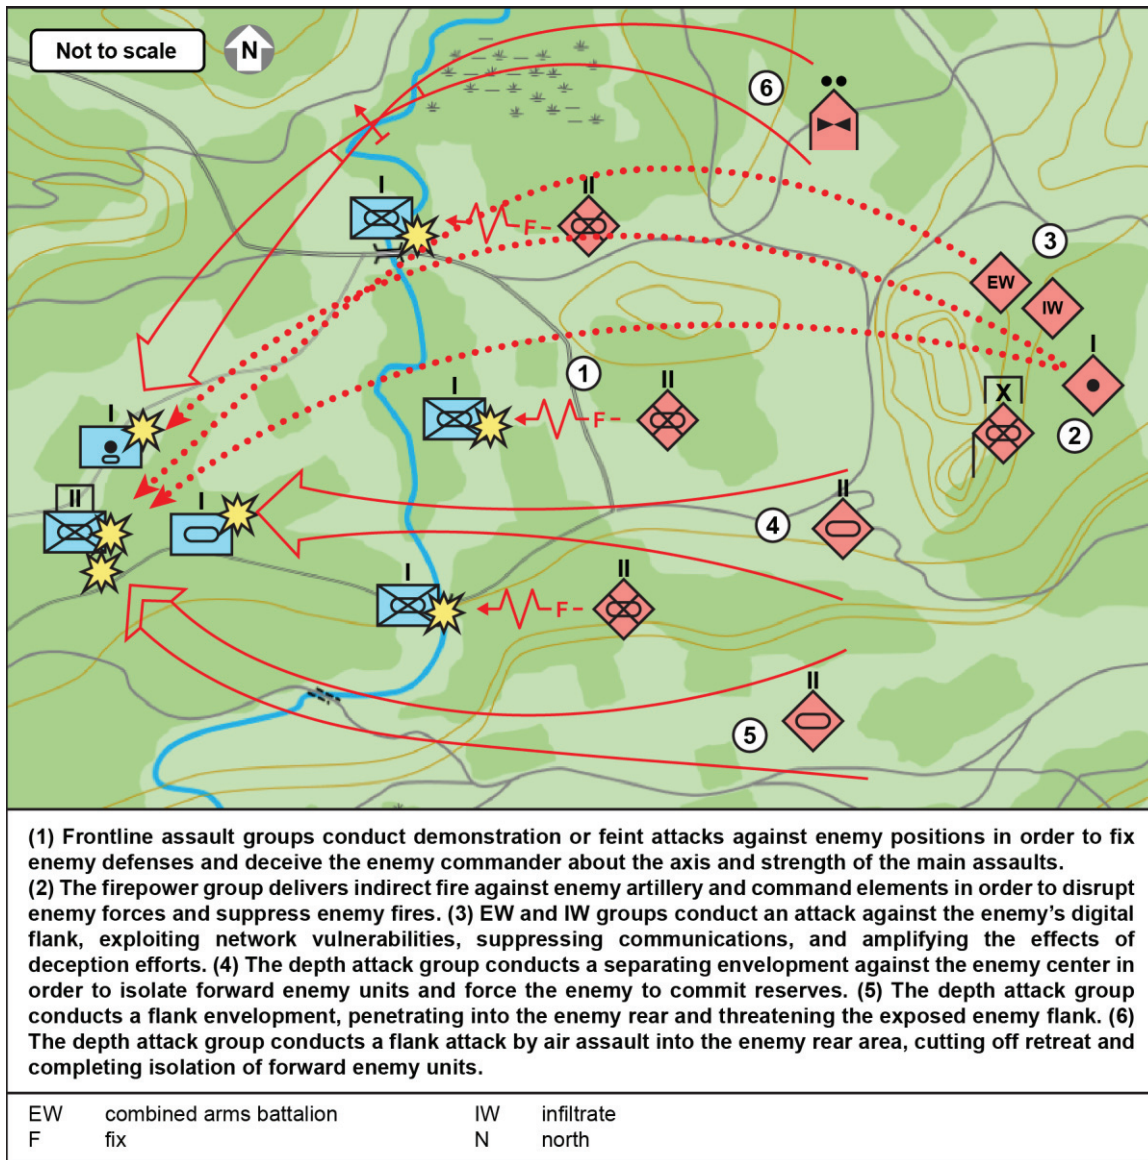 Not to scale
N
6
I
II
F
3
EW
IW
I
1
II
I
F
2
X
I
I
II
I
4
II
I
F
II
5
II
(1) Frontline assault groups conduct demonstration or feint attacks against enemy positions in order to fix
enemy defenses and deceive the enemy commander about the axis and strength of the main assaults.
(2) The firepower group delivers indirect fire against enemy artillery and command elements in order to disrupt
enemy forces and suppress enemy fires. (3) EW and IW groups conduct an attack against the enemy's digital
flank, exploiting network vulnerabilities, suppressing communications, and amplifying the effects of
deception efforts. (4) The depth attack group conducts a separating envelopment against the enemy center in
order to isolate forward enemy units and force the enemy to commit reserves. (5) The depth attack group
conducts a flank envelopment, penetrating into the enemy rear and threatening the exposed enemy flank. (6)
The depth attack group conducts a flank attack by air assault into the enemy rear area, cutting off retreat and
completing isolation of forward enemy units.
EW combined arms battalion IW infiltrate
F fix N north